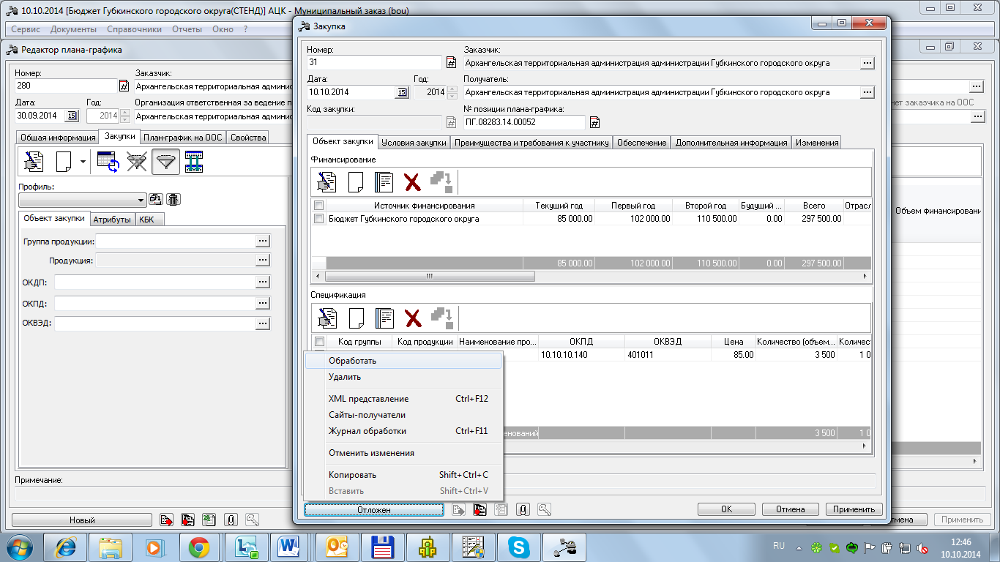 10.10.2014 [Бюджет Губкинского городского округа(СТЕНД)] АЦК - Муниципальный заказ (bou)
Сервис Документы Справочники Отчеты Окно ?
Редактор плана-графика
Номер: Заказчик:
280 Архангельская территориальная админ
Дата: Год: Организация ответственная за ведение п
30.09.2014 15 2014 Архангельская территориальная админ
Общая информация Закупки План-график на ООС Свойства
Профиль:
Объект закупки Атрибуты КБК
Группа продукции:
Продукция:
ОКДП:
ОКПД:
ОКВЭД:
Примечание:
Новый
Закупка
Номер: Заказчик:
31 Архангельская территориальная администрация администрации Губкинского городского округа
Дата: Год: Получатель:
10.10.2014 15 2014 Архангельская территориальная администрация администрации Губкинского городского округа
Код закупки: № позиции плана-графика:
ПГ.08283.14.00052
Объект закупки Условия закупки Преимущества и требования к участнику Обеспечение Дополнительная информация Изменения
Финансирование
Источник финансирования Текущий год Первый год Второй год Будущий ... Всего Отрасл
Бюджет Губкинского городского округа 85 000.00 102 000.00 110 500.00 0.00 297 500.00
85 000.00 102 000.00 110 500.00 0.00 297 500.00
Спецификация
Код группы Код продукции Наименование про... ОКПД ОКВЭД Цена Количество (объем... Количест
10.10.10.140 401011 85.00 3 500 1 0
енований 3 500 1 0
Обработать
Удалить
XML представление Ctrl+F12
Сайты-получатели
Журнал обработки Ctrl+F11
Отменить изменения
Копировать Shift+Ctrl+C
Вставить Shift+Ctrl+V
Отложен
OK Отмена Применить
нет заказчика на ООС
Объем финансировани
тмена Применить
RU 12:46
10.10.2014